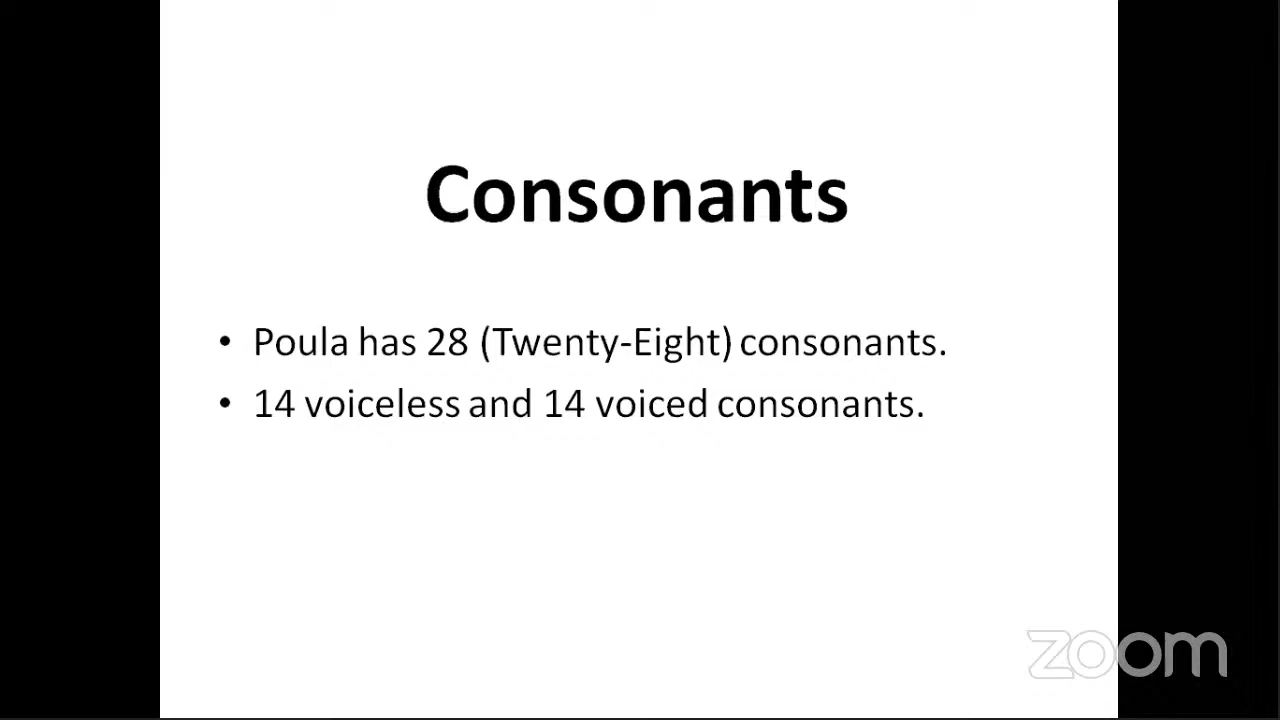 Consonants
• Poula has 28 (Twenty-Eight) consonants.
• 14 voiceless and 14 voiced consonants.
zoom